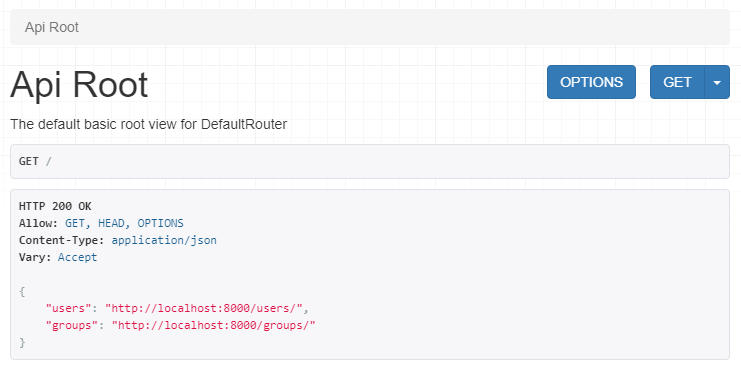 Api Root
Api Root
OPTIONS
GET
The default basic root view for DefaultRouter
GET /
HTTP 200 OK
Allow: GET, HEAD, OPTIONS
Content-Type: application/json
Vary: Accept
{
    "users": "http://localhost:8000/users/",
    "groups": "http://localhost:8000/groups/"
}